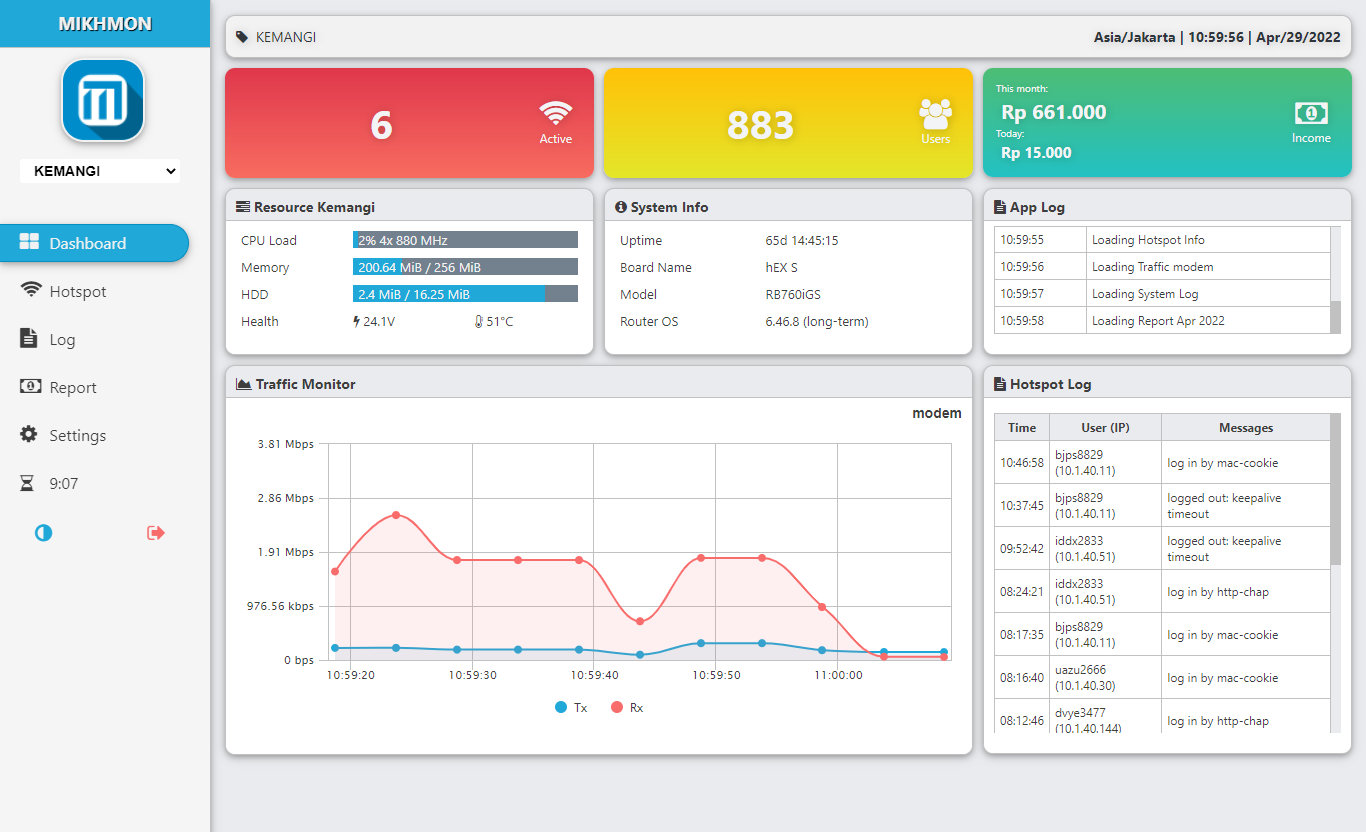 MIKHMON
KEMANGI
Dashboard
Hotspot
Log
Report
Settings
9:07
KEMANGI
Asia/Jakarta | 10:59:56 | Apr/29/2022
6
Active
883
Users
This month:
Rp 661.000
Today:
Rp 15.000
Income
Resource Kemangi
CPU Load 2% 4x 880 MHz
Memory 200.64 MiB / 256 MiB
HDD 2.4 MiB / 16.25 MiB
Health 24.1V 51°C
System Info
Uptime 65d 14:45:15
Board Name hEX S
Model RB760iGS
Router OS 6.46.8 (long-term)
App Log
10:59:55 Loading Hotspot Info
10:59:56 Loading Traffic modem
10:59:57 Loading System Log
10:59:58 Loading Report Apr 2022
Traffic Monitor
modem
3.81 Mbps
2.86 Mbps
1.91 Mbps
976.56 kbps
0 bps
10:59:20 10:59:30 10:59:40 10:59:50 11:00:00
Tx Rx
Hotspot Log
Time User (IP) Messages
10:46:58 bjps8829 (10.1.40.11) log in by mac-cookie
10:37:45 bjps8829 (10.1.40.11) logged out: keepalive timeout
09:52:42 iddx2833 (10.1.40.51) logged out: keepalive timeout
08:24:21 iddx2833 (10.1.40.51) log in by http-chap
08:17:35 bjps8829 (10.1.40.11) log in by mac-cookie
08:16:40 uazu2666 (10.1.40.30) log in by mac-cookie
08:12:46 dvye3477 (10.1.40.144) log in by http-chap